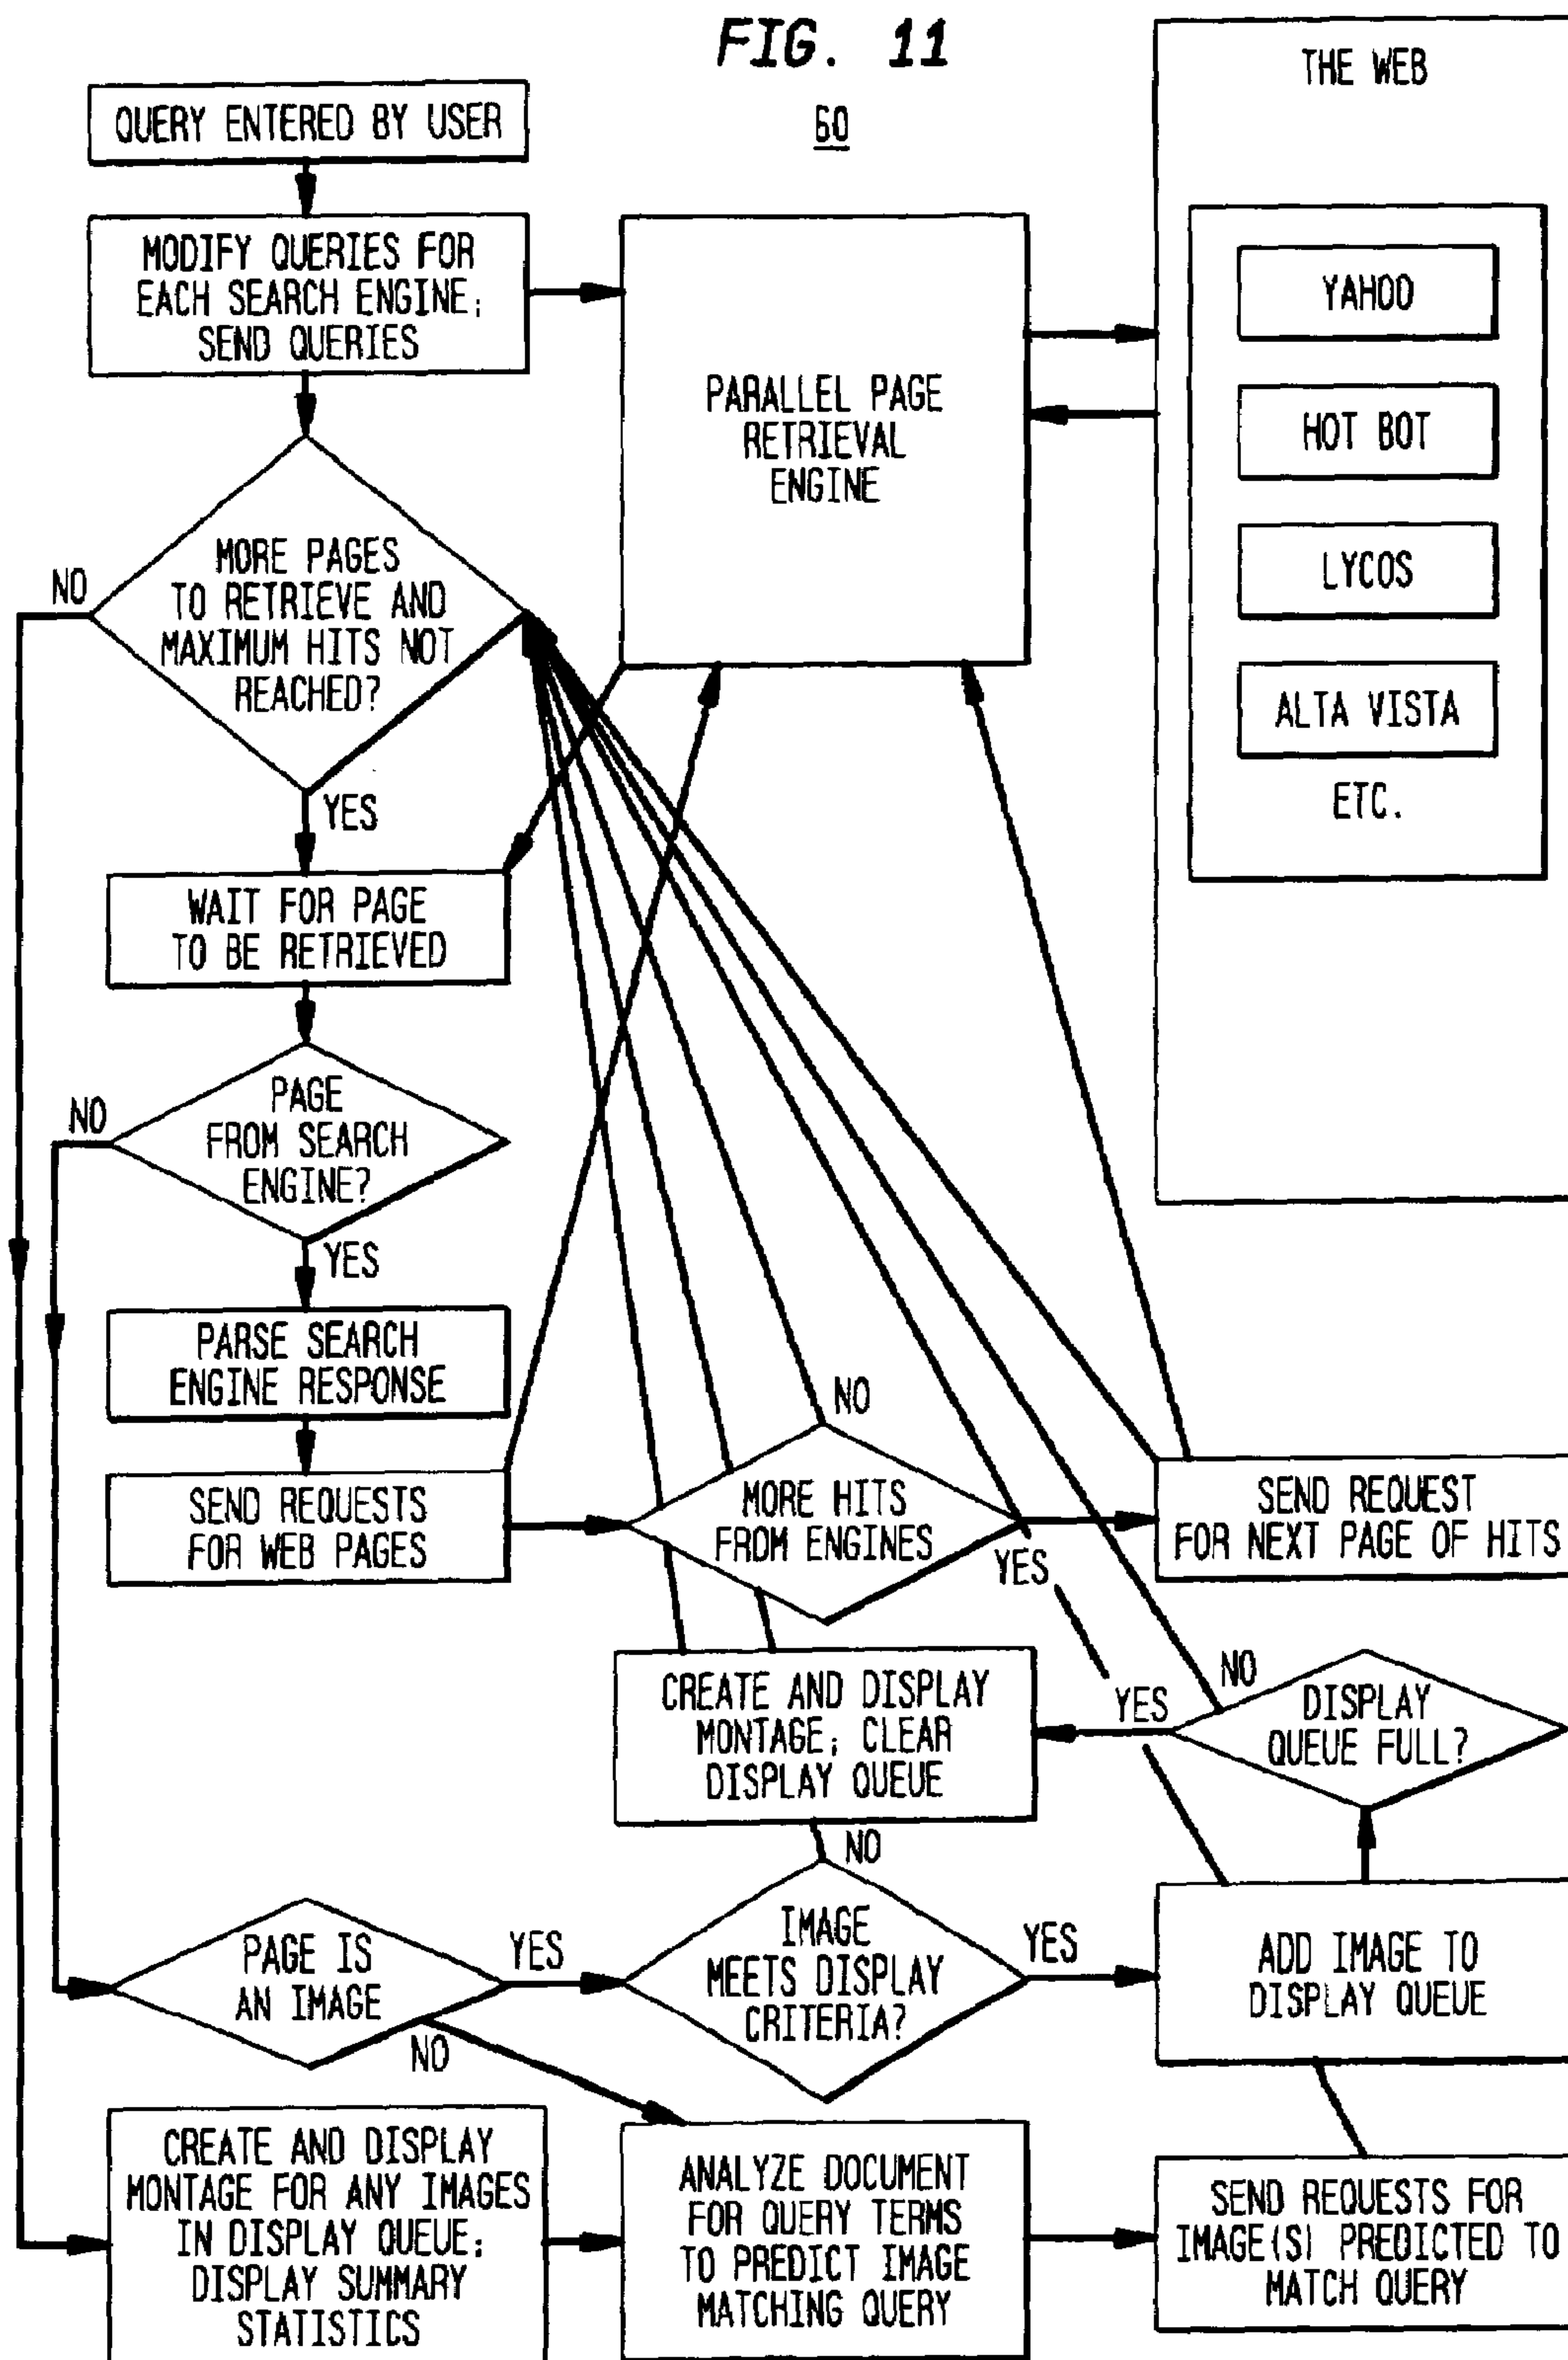 FIG. 11
60
QUERY ENTERED BY USER
MODIFY QUERIES FOR
EACH SEARCH ENGINE;
SEND QUERIES
PARALLEL PAGE
RETRIEVAL
ENGINE
THE WEB
YAHOO
HOT BOT
LYCOS
ALTA VISTA
ETC.
MORE PAGES
TO RETRIEVE AND
MAXIMUM HITS NOT
REACHED?
NO
YES
WAIT FOR PAGE
TO BE RETRIEVED
PAGE
FROM SEARCH
ENGINE?
NO
YES
PARSE SEARCH
ENGINE RESPONSE
SEND REQUESTS
FOR WEB PAGES
NO
MORE HITS
FROM ENGINES
YES
SEND REQUEST
FOR NEXT PAGE OF HITS
CREATE AND DISPLAY
MONTAGE; CLEAR
DISPLAY QUEUE
YES
NO
DISPLAY
QUEUE FULL?
PAGE IS
AN IMAGE
YES
NO
NO
IMAGE
MEETS DISPLAY
CRITERIA?
YES
ADD IMAGE TO
DISPLAY QUEUE
CREATE AND DISPLAY
MONTAGE FOR ANY IMAGES
IN DISPLAY QUEUE;
DISPLAY SUMMARY
STATISTICS
ANALYZE DOCUMENT
FOR QUERY TERMS
TO PREDICT IMAGE
MATCHING QUERY
SEND REQUESTS FOR
IMAGE(S) PREDICTED TO
MATCH QUERY